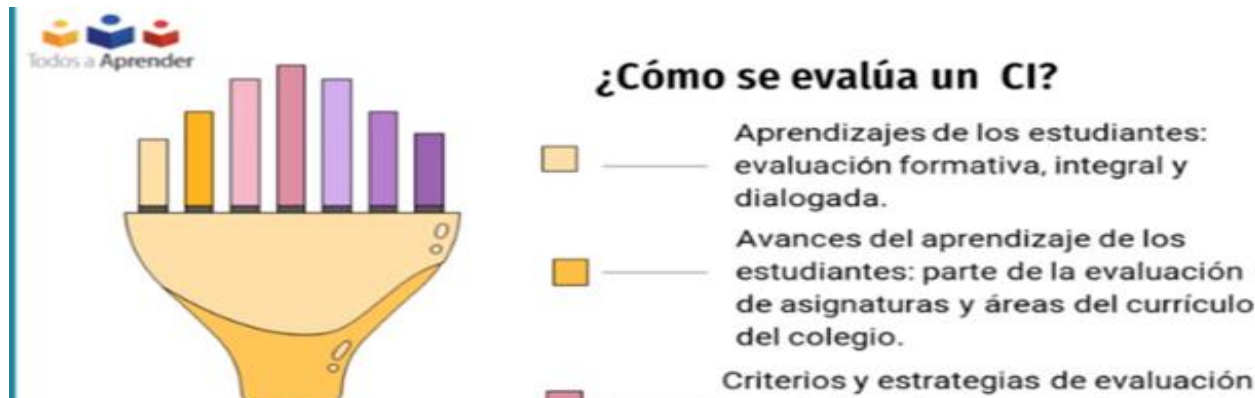 Todos a Aprender
¿Cómo se evalúa un CI?
Aprendizajes de los estudiantes:
evaluación formativa, integral y
dialogada.
Avances del aprendizaje de los
estudiantes: parte de la evaluación
de asignaturas y áreas del currículo
del colegio.
Criterios y estrategias de evaluación